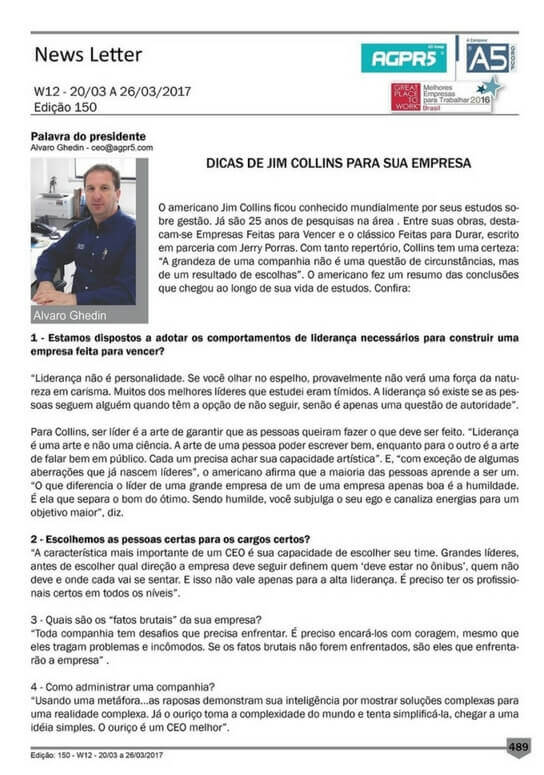 News Letter
AGPR5
A5
W12 - 20/03 A 26/03/2017
Edição 150
GREAT
PLACE
TO
WORK
Melhores
Empresas
para Trabalhar 2016
Brasil
Palavra do presidente
Alvaro Ghedin - ceo@agpr5.com
DICAS DE JIM COLLINS PARA SUA EMPRESA
O americano Jim Collins ficou conhecido mundialmente por seus estudos so-
bre gestão. Já são 25 anos de pesquisas na área . Entre suas obras, desta-
cam-se Empresas Feitas para Vencer e o clássico Feitas para Durar, escrito
em parceria com Jerry Porras. Com tanto repertório, Collins tem uma certeza:
“A grandeza de uma companhia não é uma questão de circunstâncias, mas
de um resultado de escolhas”. O americano fez um resumo das conclusões
que chegou ao longo de sua vida de estudos. Confira:
Alvaro Ghedin
1 - Estamos dispostos a adotar os comportamentos de liderança necessários para construir uma
empresa feita para vencer?
“Liderança não é personalidade. Se você olhar no espelho, provavelmente não verá uma força da natu-
reza em carisma. Muitos dos melhores líderes que estudei eram tímidos. A liderança só existe se as pes-
soas seguem alguém quando têm a opção de não seguir, senão é apenas uma questão de autoridade”.
Para Collins, ser líder é a arte de garantir que as pessoas queiram fazer o que deve ser feito. “Liderança
é uma arte e não uma ciência. A arte de uma pessoa poder escrever bem, enquanto para o outro é a arte
de falar bem em público. Cada um precisa achar sua capacidade artística”. E, “com exceção de algumas
aberrações que já nascem líderes”, o americano afirma que a maioria das pessoas aprende a ser um.
“O que diferencia o líder de uma grande empresa de um de uma empresa apenas boa é a humildade.
É ela que separa o bom do ótimo. Sendo humilde, você subjulga o seu ego e canaliza energias para um
objetivo maior”, diz.
2 - Escolhemos as pessoas certas para os cargos certos?
“A característica mais importante de um CEO é sua capacidade de escolher seu time. Grandes líderes,
antes de escolher qual direção a empresa deve seguir definem quem ‘deve estar no ônibus’, quem não
deve e onde cada vai se sentar. E isso não vale apenas para a alta liderança. É preciso ter os profissio-
nais certos em todos os níveis”.
3 - Quais são os “fatos brutais” da sua empresa?
“Toda companhia tem desafios que precisa enfrentar. É preciso encará-los com coragem, mesmo que
eles tragam problemas e incômodos. Se os fatos brutais não forem enfrentados, são eles que enfrenta-
rão a empresa” .
4 - Como administrar uma companhia?
“Usando uma metáfora...as raposas demonstram sua inteligência por mostrar soluções complexas para
uma realidade complexa. Já o ouriço toma a complexidade do mundo e tenta simplificá-la, chegar a uma
idéia simples. O ouriço é um CEO melhor”.
489
Edição: 150 - W12 - 20/03 a 26/03/2017